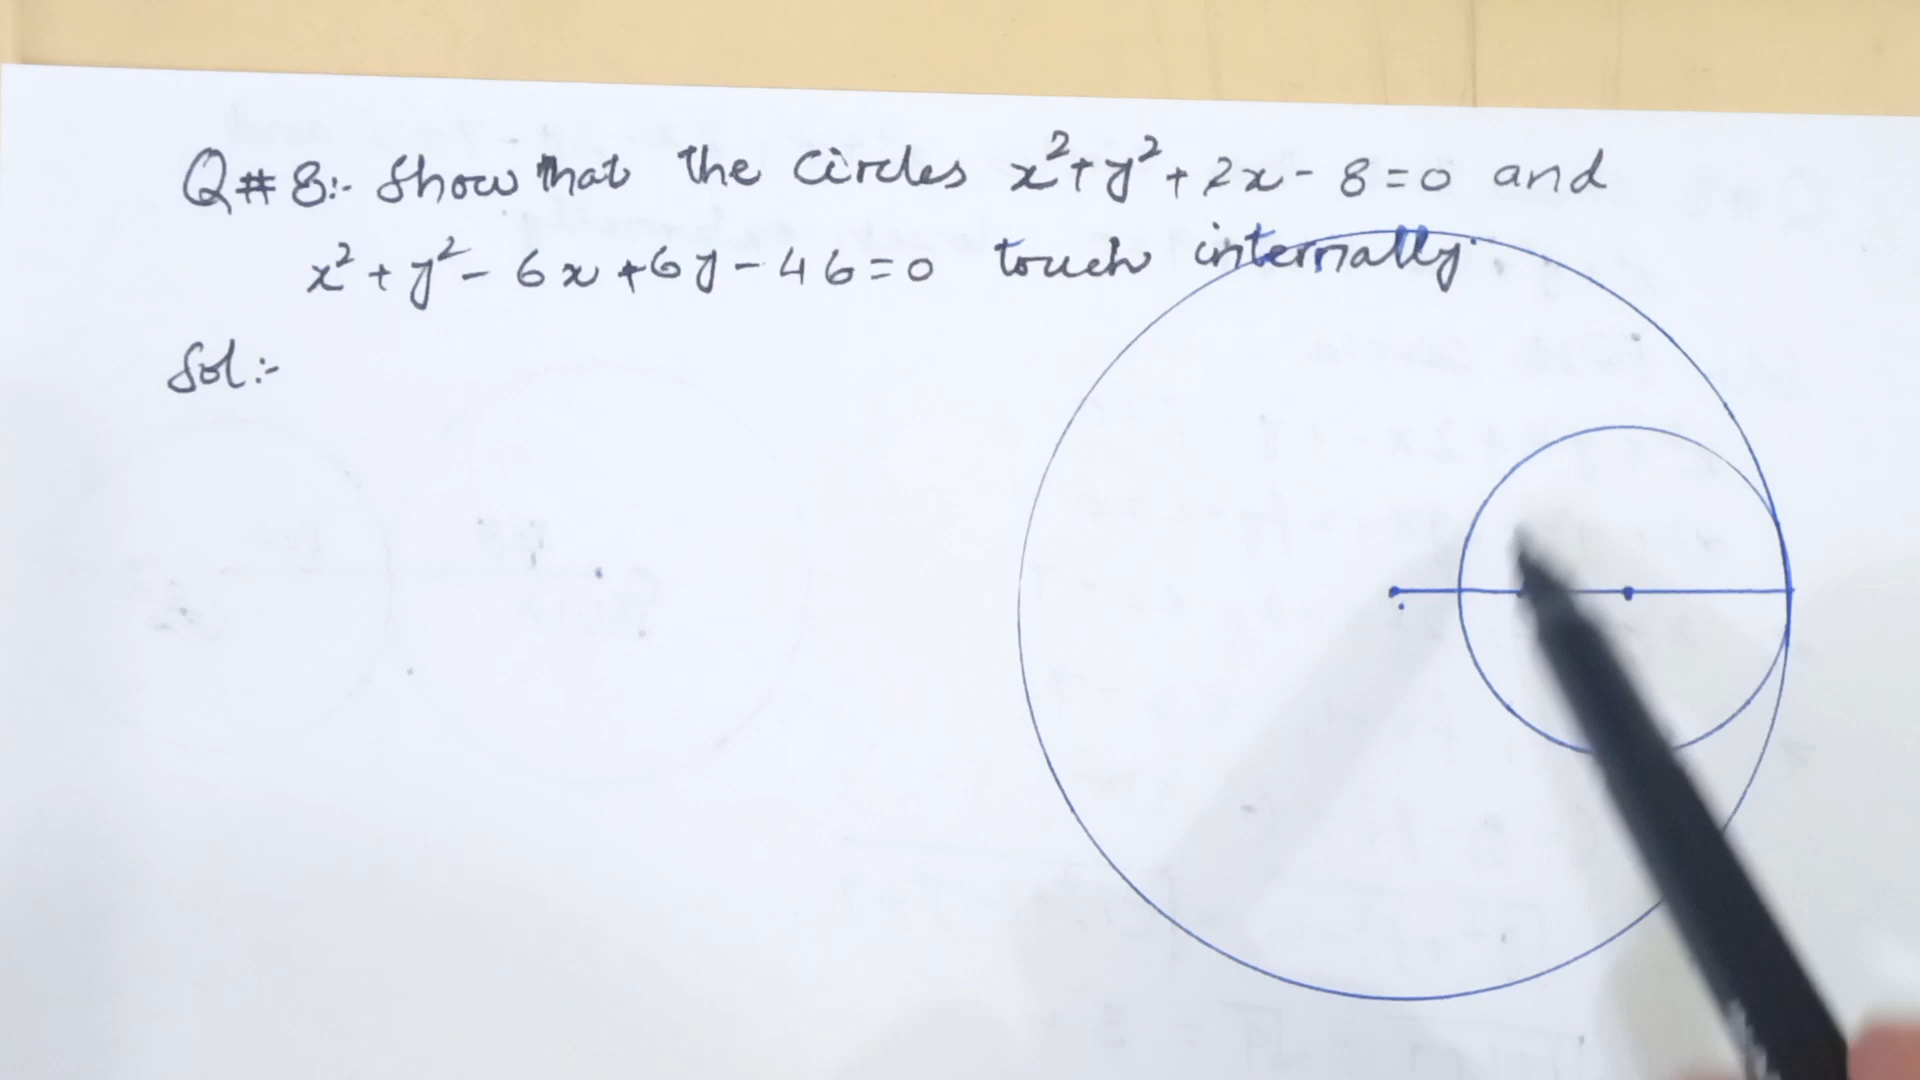 Q#8:- Show that the circles x²+y²+2x-8=0 and
x²+y²-6x+6y-46=0 touch internally.
Sol:-